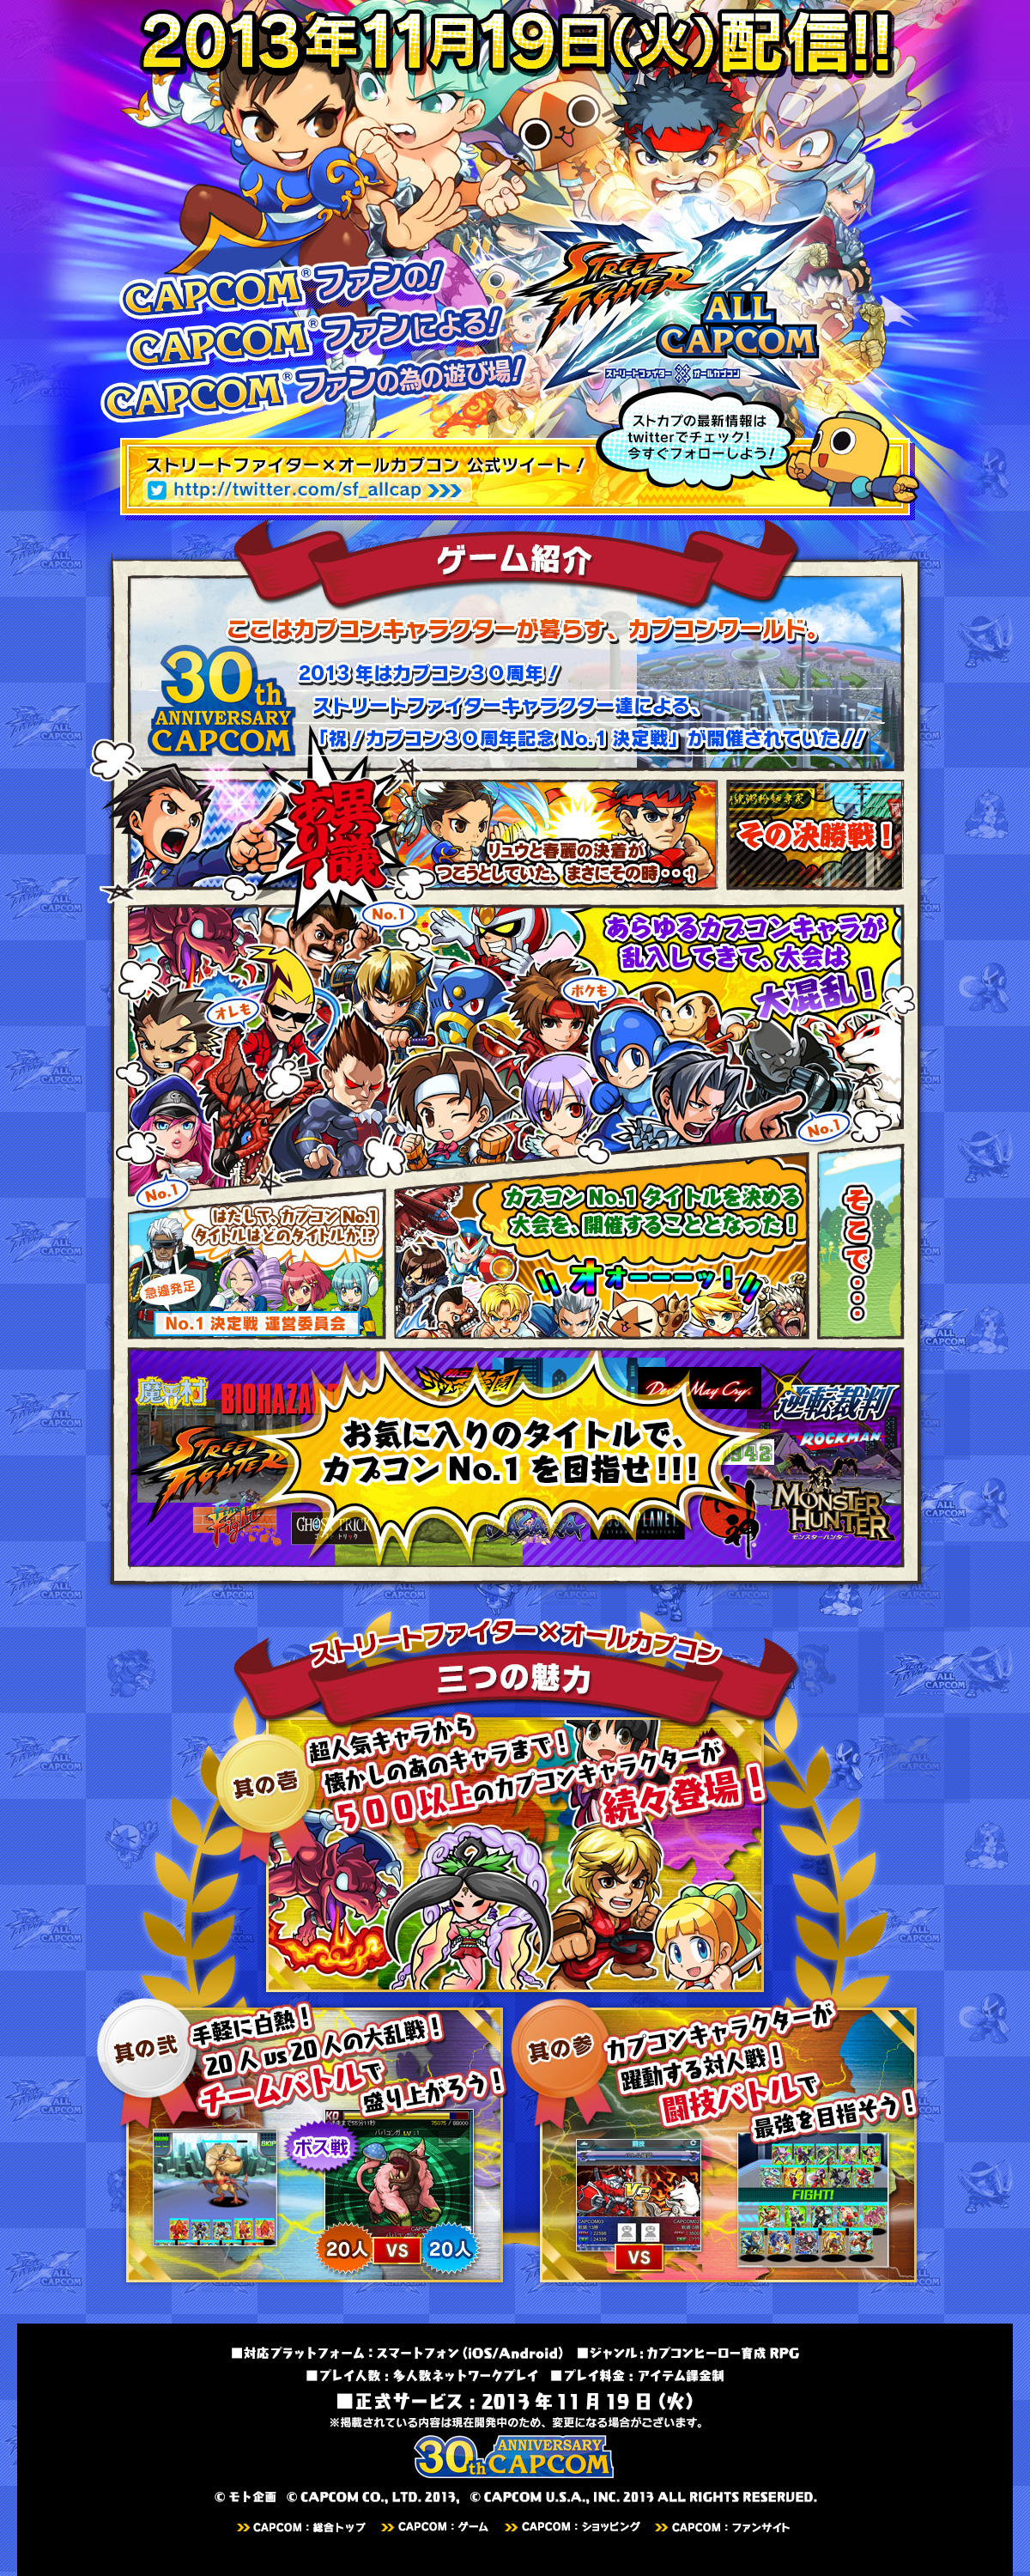 2013年11月19日(火)配信!!
CAPCOM®ファンの!
CAPCOM®ファンによる!
CAPCOM®ファンの為の遊び場!
STREET FIGHTER X ALL CAPCOM
ストリートファイター×オールカプコン
ストカプの最新情報は
twitterでチェック!
今すぐフォローしよう!
ストリートファイター×オールカプコン 公式ツイート!
http://twitter.com/sf_allcap
ゲーム紹介
ここはカプコンキャラクターが暮らす、カプコンワールド。
30th
ANNIVERSARY
CAPCOM
2013年はカプコン30周年!
ストリートファイターキャラクター達による、
「祝!カプコン30周年記念 No.1 決定戦」が開催されていた!!
異議
あり!
リュウと春麗の決着が
つこうとしていた、まさにその時・・・!
その決勝戦!
No.1
あらゆるカプコンキャラが
乱入してきて、大会は
大混乱!
オレも
ボクも
No.1
No.1
はたして、カプコンNo.1
タイトルはどのタイトルか!?
急遽発足
No.1 決定戦 運営委員会
カプコンNo.1タイトルを決める
大会を、開催することとなった!
オォーーーッ!
そこで・・・
魔界村
BIOHAZARD
Devil May Cry
逆転裁判
STREET FIGHTER
ROCKMAN
お気に入りのタイトルで、
カプコンNo.1を目指せ!!!
Final Fight
GHOST TRICK
MONSTER HUNTER
モンスターハンター
ストリートファイター×オールカプコン
三つの魅力
其の壱
超人気キャラから
懐かしのあのキャラまで!
500以上のカプコンキャラクターが
続々登場!
其の弐
手軽に白熱!
20人vs20人の大乱戦!
チームバトルで
盛り上がろう!
KO
SKIP
ボス戦
20人 VS 20人
其の参
カプコンキャラクターが
躍動する対人戦!
闘技バトルで
最強を目指そう!
闘技
VS
FIGHT!
VS
■対応プラットフォーム:スマートフォン(iOS/Android) ■ジャンル:カプコンヒーロー育成RPG
■プレイ人数:多人数ネットワークプレイ ■プレイ料金:アイテム課金制
■正式サービス:2013年11月19日(火)
※掲載されている内容は現在開発中のため、変更になる場合がございます。
30th ANNIVERSARY CAPCOM
© モト企画 © CAPCOM CO., LTD. 2013, © CAPCOM U.S.A., INC. 2013 ALL RIGHTS RESERVED.
CAPCOM:総合トップ CAPCOM:ゲーム CAPCOM:ショッピング CAPCOM:ファンサイト